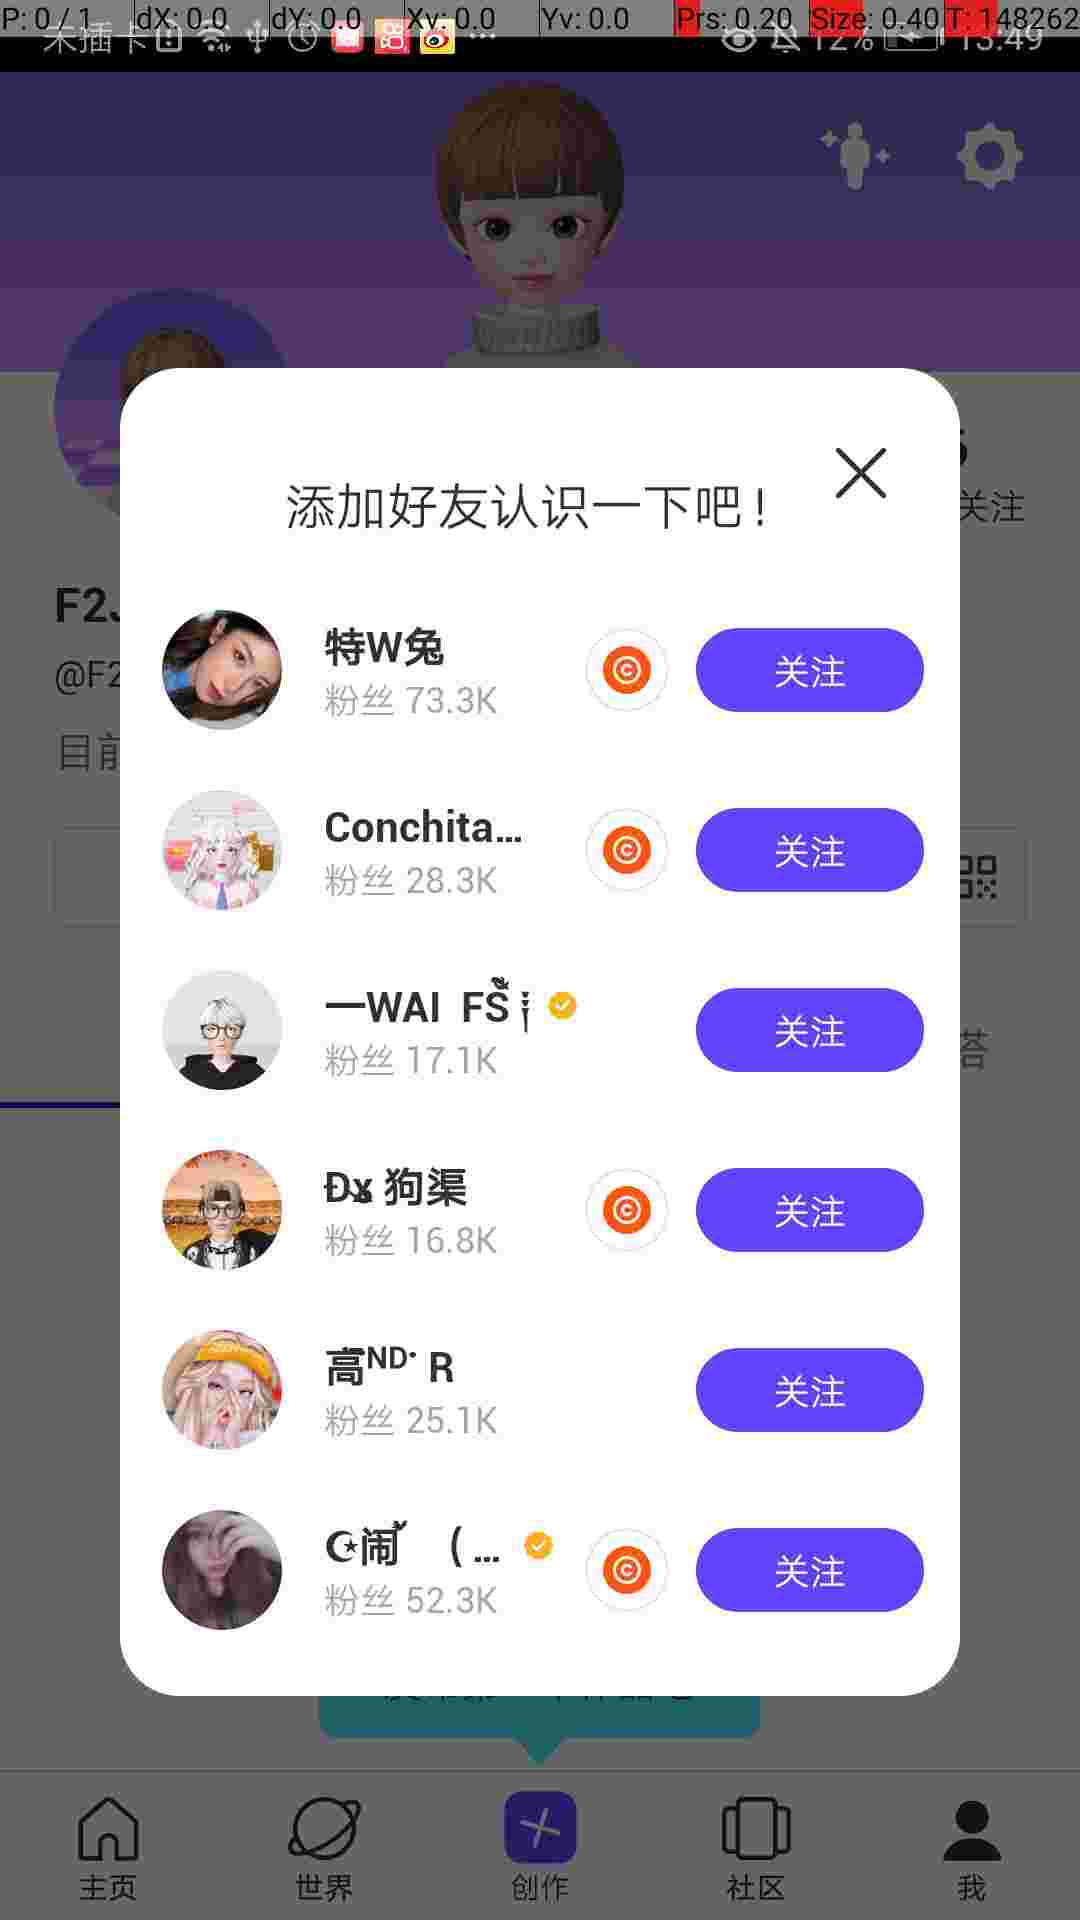 P: 0 / 1 dX: 0.0 dY: 0.0 Xv: 0.0 Yv: 0.0 Prs: 0.20 Size: 0.40 T: 148262
未插卡 12% 13:49
添加好友认识一下吧！
关注
F2J
特W兔
粉丝 73.3K
关注
@F2
目前
Conchita...
粉丝 28.3K
关注
一WAI FS
粉丝 17.1K
关注
搭
狗渠
粉丝 16.8K
关注
高ᴺᴰ· R
粉丝 25.1K
关注
☪闹 ( ...
粉丝 52.3K
关注
主页 世界 创作 社区 我